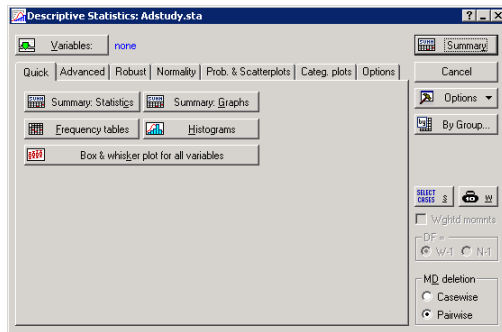 Descriptive Statistics: Adstudy.sta
Variables: none
Summary
Quick Advanced Robust Normality Prob. & Scatterplots Categ. plots Options
Cancel
Summary: Statistics Summary: Graphs
Options
Frequency tables Histograms
By Group...
Box & whisker plot for all variables
SELECT CASES S W
Wghtd momnts
DF =
W-1 N-1
MD deletion
Casewise
Pairwise